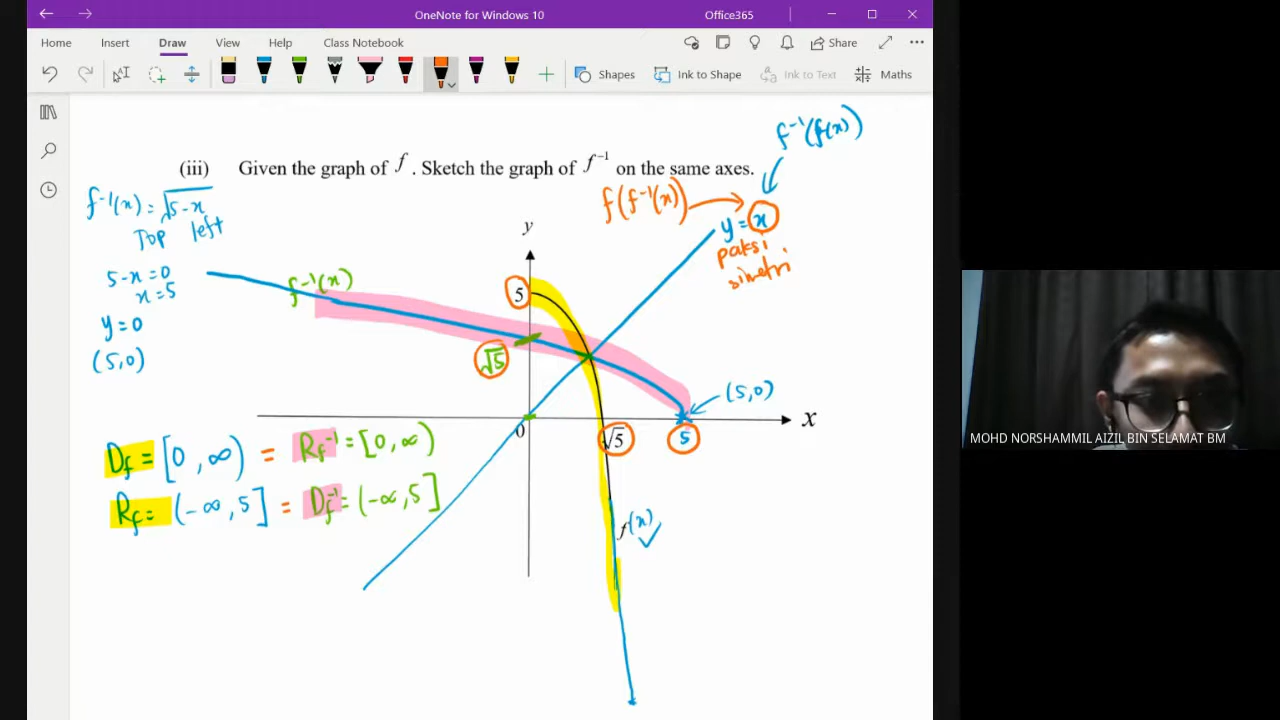 OneNote for Windows 10
Office365
Home Insert Draw View Help Class Notebook
Share
Shapes Ink to Shape Ink to Text Maths
f⁻¹(f(x))
(iii) Given the graph of f. Sketch the graph of f⁻¹ on the same axes.
f⁻¹(x) = √5-x
Top left
f(f⁻¹(x))
y = x
paksi
simetri
y
5-x=0
x=5
y=0
(5,0)
f⁻¹(x)
5
√5
(5,0)
x
0
√5
5
Df = [0, ∞) = Rf⁻¹ = [0, ∞)
Rf = (-∞, 5] = Df⁻¹ = (-∞, 5]
f(x)
MOHD NORSHAMMIL AIZIL BIN SELAMAT BM